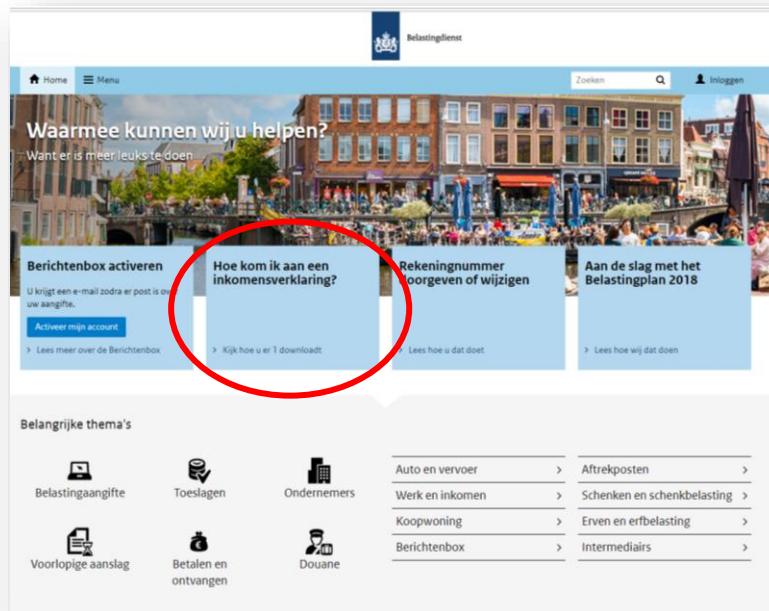 Belastingdienst
Home Menu Zoeken Inloggen
Waarmee kunnen wij u helpen?
Want er is meer leuks te doen
Berichtenbox activeren
U krijgt een e-mail zodra er post is ov
uw aangifte.
Activeer mijn account
> Lees meer over de Berichtenbox
Hoe kom ik aan een
inkomensverklaring?
> Kijk hoe u er 1 downloadt
Rekeningnummer
doorgeven of wijzigen
> Lees hoe u dat doet
Aan de slag met het
Belastingplan 2018
> Lees hoe wij dat doen
Belangrijke thema's
Belastingaangifte
Toeslagen
Ondernemers
Voorlopige aanslag
Betalen en
ontvangen
Douane
Auto en vervoer >
Werk en inkomen >
Koopwoning >
Berichtenbox >
Aftrekposten >
Schenken en schenkbelasting >
Erven en erfbelasting >
Intermediairs >